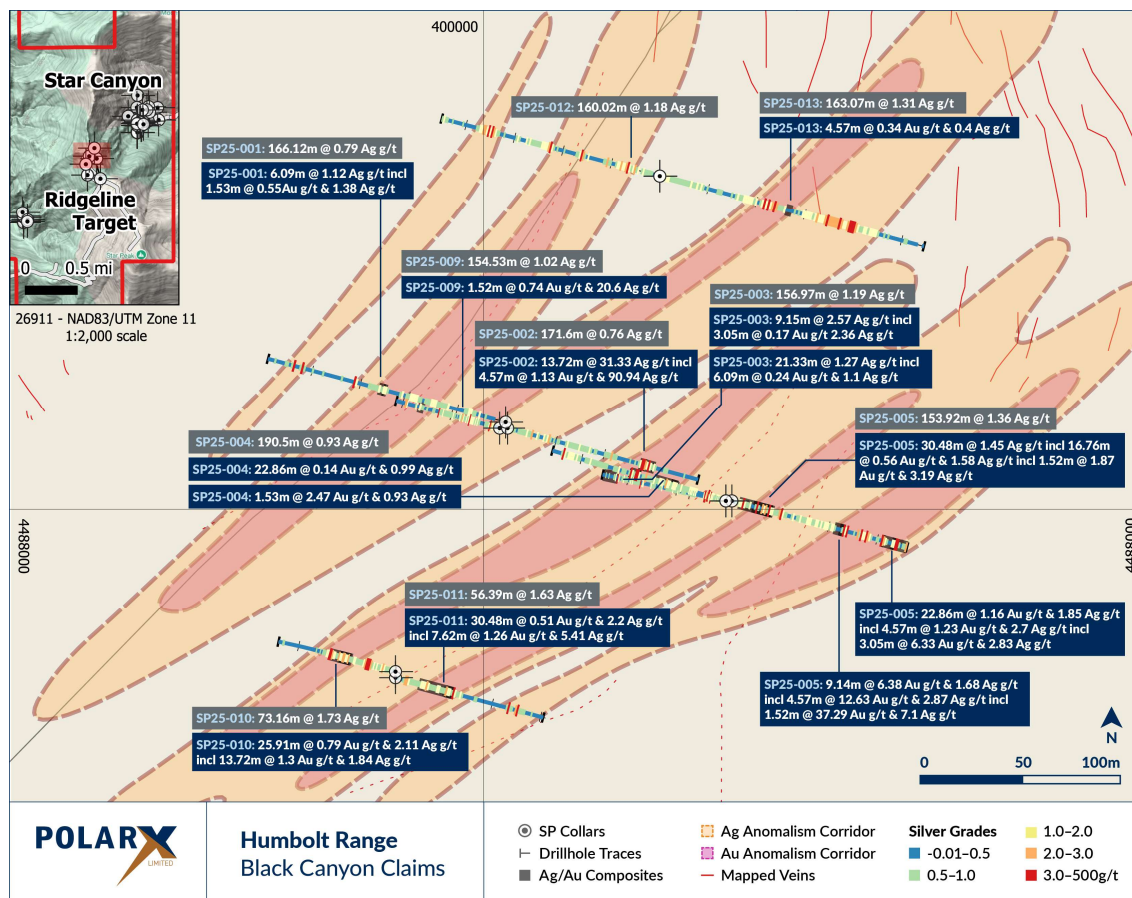 400000
Star Canyon
Ridgeline
Target
Star Peak
0 0.5 mi
26911 - NAD83/UTM Zone 11
1:2,000 scale
SP25-012: 160.02m @ 1.18 Ag g/t
SP25-013: 163.07m @ 1.31 Ag g/t
SP25-013: 4.57m @ 0.34 Au g/t & 0.4 Ag g/t
SP25-001: 166.12m @ 0.79 Ag g/t
SP25-001: 6.09m @ 1.12 Ag g/t incl
1.53m @ 0.55Au g/t & 1.38 Ag g/t
SP25-009: 154.53m @ 1.02 Ag g/t
SP25-009: 1.52m @ 0.74 Au g/t & 20.6 Ag g/t
SP25-002: 171.6m @ 0.76 Ag g/t
SP25-002: 13.72m @ 31.33 Ag g/t incl
4.57m @ 1.13 Au g/t & 90.94 Ag g/t
SP25-003: 156.97m @ 1.19 Ag g/t
SP25-003: 9.15m @ 2.57 Ag g/t incl
3.05m @ 0.17 Au g/t 2.36 Ag g/t
SP25-003: 21.33m @ 1.27 Ag g/t incl
6.09m @ 0.24 Au g/t & 1.1 Ag g/t
SP25-005: 153.92m @ 1.36 Ag g/t
SP25-005: 30.48m @ 1.45 Ag g/t incl 16.76m
@ 0.56 Au g/t & 1.58 Ag g/t incl 1.52m @ 1.87
Au g/t & 3.19 Ag g/t
SP25-004: 190.5m @ 0.93 Ag g/t
SP25-004: 22.86m @ 0.14 Au g/t & 0.99 Ag g/t
SP25-004: 1.53m @ 2.47 Au g/t & 0.93 Ag g/t
4488000
4488000
SP25-011: 56.39m @ 1.63 Ag g/t
SP25-011: 30.48m @ 0.51 Au g/t & 2.2 Ag g/t
incl 7.62m @ 1.26 Au g/t & 5.41 Ag g/t
SP25-005: 22.86m @ 1.16 Au g/t & 1.85 Ag g/t
incl 4.57m @ 1.23 Au g/t & 2.7 Ag g/t incl
3.05m @ 6.33 Au g/t & 2.83 Ag g/t
SP25-005: 9.14m @ 6.38 Au g/t & 1.68 Ag g/t
incl 4.57m @ 12.63 Au g/t & 2.87 Ag g/t incl
1.52m @ 37.29 Au g/t & 7.1 Ag g/t
SP25-010: 73.16m @ 1.73 Ag g/t
SP25-010: 25.91m @ 0.79 Au g/t & 2.11 Ag g/t
incl 13.72m @ 1.3 Au g/t & 1.84 Ag g/t
N
0 50 100m
POLARX
LIMITED
Humbolt Range
Black Canyon Claims
SP Collars
Drillhole Traces
Ag/Au Composites
Ag Anomalism Corridor
Au Anomalism Corridor
Mapped Veins
Silver Grades
-0.01–0.5
0.5–1.0
1.0–2.0
2.0–3.0
3.0–500g/t